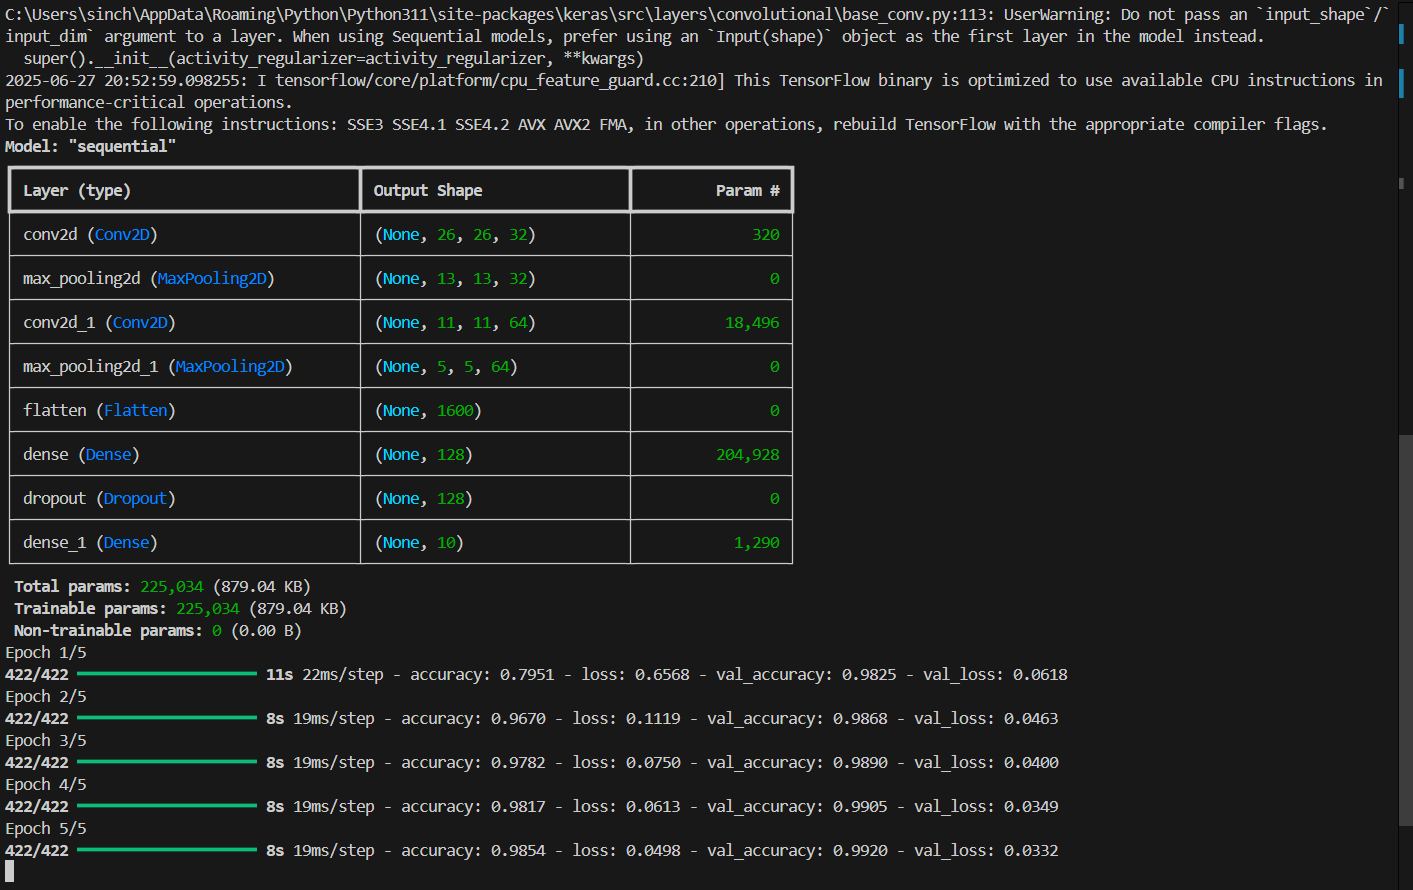 C:\Users\sinch\AppData\Roaming\Python\Python311\site-packages\keras\src\layers\convolutional\base_conv.py:113: UserWarning: Do not pass an `input_shape`/`
input_dim` argument to a layer. When using Sequential models, prefer using an `Input(shape)` object as the first layer in the model instead.
  super().__init__(activity_regularizer=activity_regularizer, **kwargs)
2025-06-27 20:52:59.098255: I tensorflow/core/platform/cpu_feature_guard.cc:210] This TensorFlow binary is optimized to use available CPU instructions in
performance-critical operations.
To enable the following instructions: SSE3 SSE4.1 SSE4.2 AVX AVX2 FMA, in other operations, rebuild TensorFlow with the appropriate compiler flags.
Model: "sequential"
Layer (type) Output Shape Param #
conv2d (Conv2D) (None, 26, 26, 32) 320
max_pooling2d (MaxPooling2D) (None, 13, 13, 32) 0
conv2d_1 (Conv2D) (None, 11, 11, 64) 18,496
max_pooling2d_1 (MaxPooling2D) (None, 5, 5, 64) 0
flatten (Flatten) (None, 1600) 0
dense (Dense) (None, 128) 204,928
dropout (Dropout) (None, 128) 0
dense_1 (Dense) (None, 10) 1,290
Total params: 225,034 (879.04 KB)
Trainable params: 225,034 (879.04 KB)
Non-trainable params: 0 (0.00 B)
Epoch 1/5
422/422 11s 22ms/step - accuracy: 0.7951 - loss: 0.6568 - val_accuracy: 0.9825 - val_loss: 0.0618
Epoch 2/5
422/422 8s 19ms/step - accuracy: 0.9670 - loss: 0.1119 - val_accuracy: 0.9868 - val_loss: 0.0463
Epoch 3/5
422/422 8s 19ms/step - accuracy: 0.9782 - loss: 0.0750 - val_accuracy: 0.9890 - val_loss: 0.0400
Epoch 4/5
422/422 8s 19ms/step - accuracy: 0.9817 - loss: 0.0613 - val_accuracy: 0.9905 - val_loss: 0.0349
Epoch 5/5
422/422 8s 19ms/step - accuracy: 0.9854 - loss: 0.0498 - val_accuracy: 0.9920 - val_loss: 0.0332